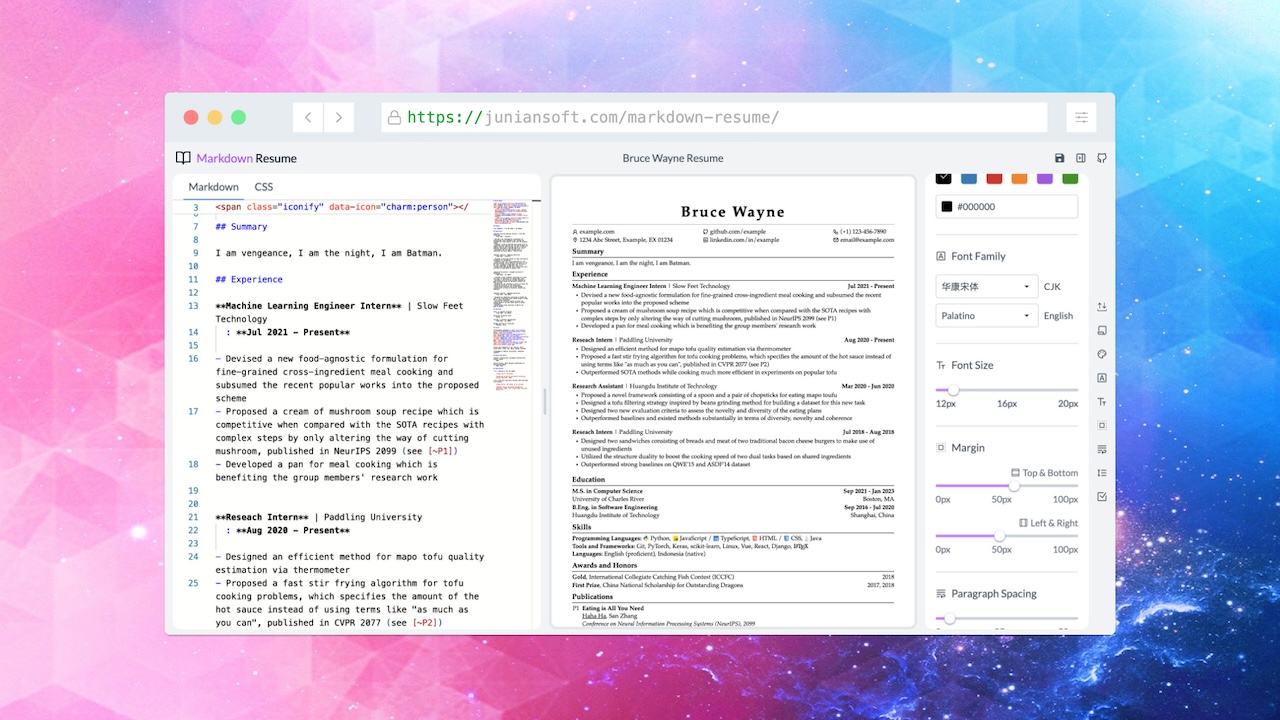 https://juniansoft.com/markdown-resume/
Markdown Resume
Bruce Wayne Resume
Markdown
CSS
3 <span class="iconify" data-icon="charm:person"></
## Summary
8
9 I am vengeance, I am the night, I am Batman.
10
11 ## Experience
12
13 **Machine Learning Engineer Intern** | Slow Feet
Technology
14 : **Jul 2021 – Present**
15
16 – Devised a new food-agnostic formulation for
fine-grained cross-ingredient meal cooking and
subsumed the recent popular works into the proposed
scheme
17 – Proposed a cream of mushroom soup recipe which is
competitive when compared with the SOTA recipes with
complex steps by only altering the way of cutting
mushroom, published in NeurIPS 2099 (see [~P1])
18 – Developed a pan for meal cooking which is
benefiting the group members' research work
19
20
21 **Reseach Intern** | Paddling University
22 : **Aug 2020 – Present**
23
24 – Designed an efficient method for mapo tofu quality
estimation via thermometer
25 – Proposed a fast stir frying algorithm for tofu
cooking problems, which specifies the amount of the
hot sauce instead of using terms like "as much as
you can", published in CVPR 2077 (see [~P2])
Bruce Wayne
example.com
github.com/example
(+1) 123-456-7890
1234 Abc Street, Example, EX 01234
linkedin.com/in/example
email@example.com
Summary
I am vengeance, I am the night, I am Batman.
Experience
Machine Learning Engineer Intern | Slow Feet Technology Jul 2021 - Present
• Devised a new food-agnostic formulation for fine-grained cross-ingredient meal cooking and subsumed the recent
popular works into the proposed scheme
• Proposed a cream of mushroom soup recipe which is competitive when compared with the SOTA recipes with
complex steps by only altering the way of cutting mushroom, published in NeurIPS 2099 (see P1)
• Developed a pan for meal cooking which is benefiting the group members' research work
Reseach Intern | Paddling University Aug 2020 - Present
• Designed an efficient method for mapo tofu quality estimation via thermometer
• Proposed a fast stir frying algorithm for tofu cooking problems, which specifies the amount of the hot sauce instead of
using terms like "as much as you can", published in CVPR 2077 (see P2)
• Outperformed SOTA methods while cooking much more efficient in experiments on popular tofu
Research Assistant | Huangdu Institute of Technology Mar 2020 - Jun 2020
• Proposed a novel framework consisting of a spoon and a pair of chopsticks for eating mapo toufu
• Designed a tofu filtering strategy inspired by beans grinding method for building a dataset for this new task
• Designed two new evaluation criteria to assess the novelty and diversity of the eating plans
• Outperformed baselines and existed methods substantially in terms of diversity, novelty and coherence
Reseach Intern | Paddling University Jul 2018 - Aug 2018
• Designed two sandwiches consisting of breads and meat of two traditional bacon cheese burgers to make use of
unused ingredients
• Utilized the structure duality to boost the cooking speed of two dual tasks based on shared ingredients
• Outperformed strong baselines on QWE'15 and ASDF'14 dataset
Education
M.S. in Computer Science Sep 2021 - Jan 2023
University of Charles River Boston, MA
B.Eng. in Software Engineering Sep 2016 - Jul 2020
Huangdu Institute of Technology Shanghai, China
Skills
Programming Languages: Python, JavaScript / TypeScript, HTML / CSS, Java
Tools and Frameworks: Git, PyTorch, Keras, scikit-learn, Linux, Vue, React, Django, LATEX
Languages: English (proficient), Indonesia (native)
Awards and Honors
Gold, International Collegiate Catching Fish Contest (ICCFC) 2018
First Prize, China National Scholarship for Outstanding Dragons 2017, 2018
Publications
P1 Eating is All You Need
Haha Ha, San Zhang
Conference on Neural Information Processing Systems (NeurIPS), 2099
#000000
Font Family
华康宋体 CJK
Palatino English
Font Size
12px 16px 20px
Margin
Top & Bottom
0px 50px 100px
Left & Right
0px 50px 100px
Paragraph Spacing